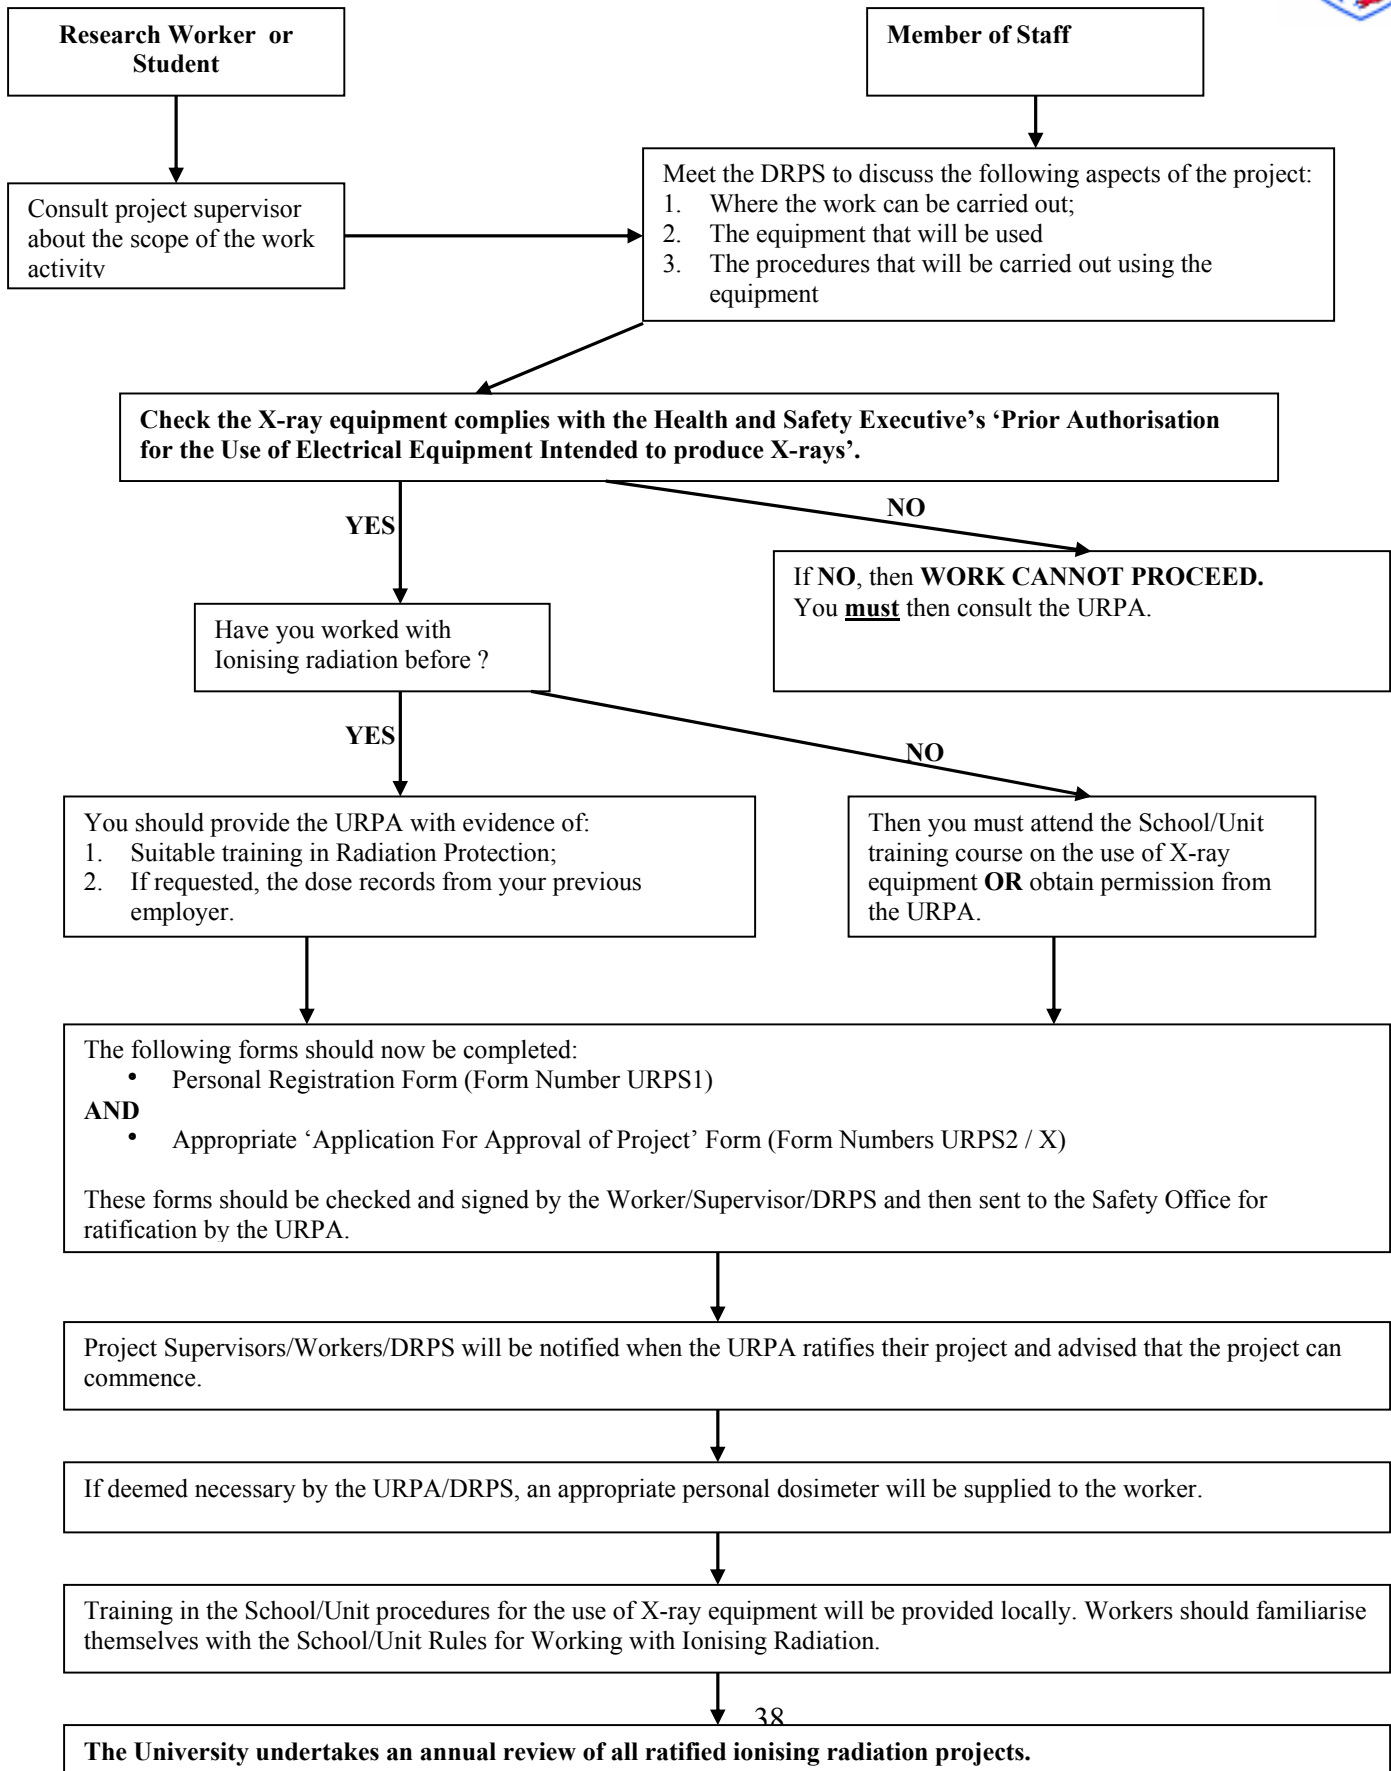 Research Worker or
Student
Member of Staff
Consult project supervisor
about the scope of the work
activity
Meet the DRPS to discuss the following aspects of the project:
1. Where the work can be carried out;
2. The equipment that will be used
3. The procedures that will be carried out using the
equipment
Check the X-ray equipment complies with the Health and Safety Executive’s ‘Prior Authorisation
for the Use of Electrical Equipment Intended to produce X-rays’.
YES
NO
If NO, then WORK CANNOT PROCEED.
You must then consult the URPA.
Have you worked with
Ionising radiation before ?
YES
NO
You should provide the URPA with evidence of:
1. Suitable training in Radiation Protection;
2. If requested, the dose records from your previous
employer.
Then you must attend the School/Unit
training course on the use of X-ray
equipment OR obtain permission from
the URPA.
The following forms should now be completed:
• Personal Registration Form (Form Number URPS1)
AND
• Appropriate ‘Application For Approval of Project’ Form (Form Numbers URPS2 / X)
These forms should be checked and signed by the Worker/Supervisor/DRPS and then sent to the Safety Office for
ratification by the URPA.
Project Supervisors/Workers/DRPS will be notified when the URPA ratifies their project and advised that the project can
commence.
If deemed necessary by the URPA/DRPS, an appropriate personal dosimeter will be supplied to the worker.
Training in the School/Unit procedures for the use of X-ray equipment will be provided locally. Workers should familiarise
themselves with the School/Unit Rules for Working with Ionising Radiation.
38
The University undertakes an annual review of all ratified ionising radiation projects.